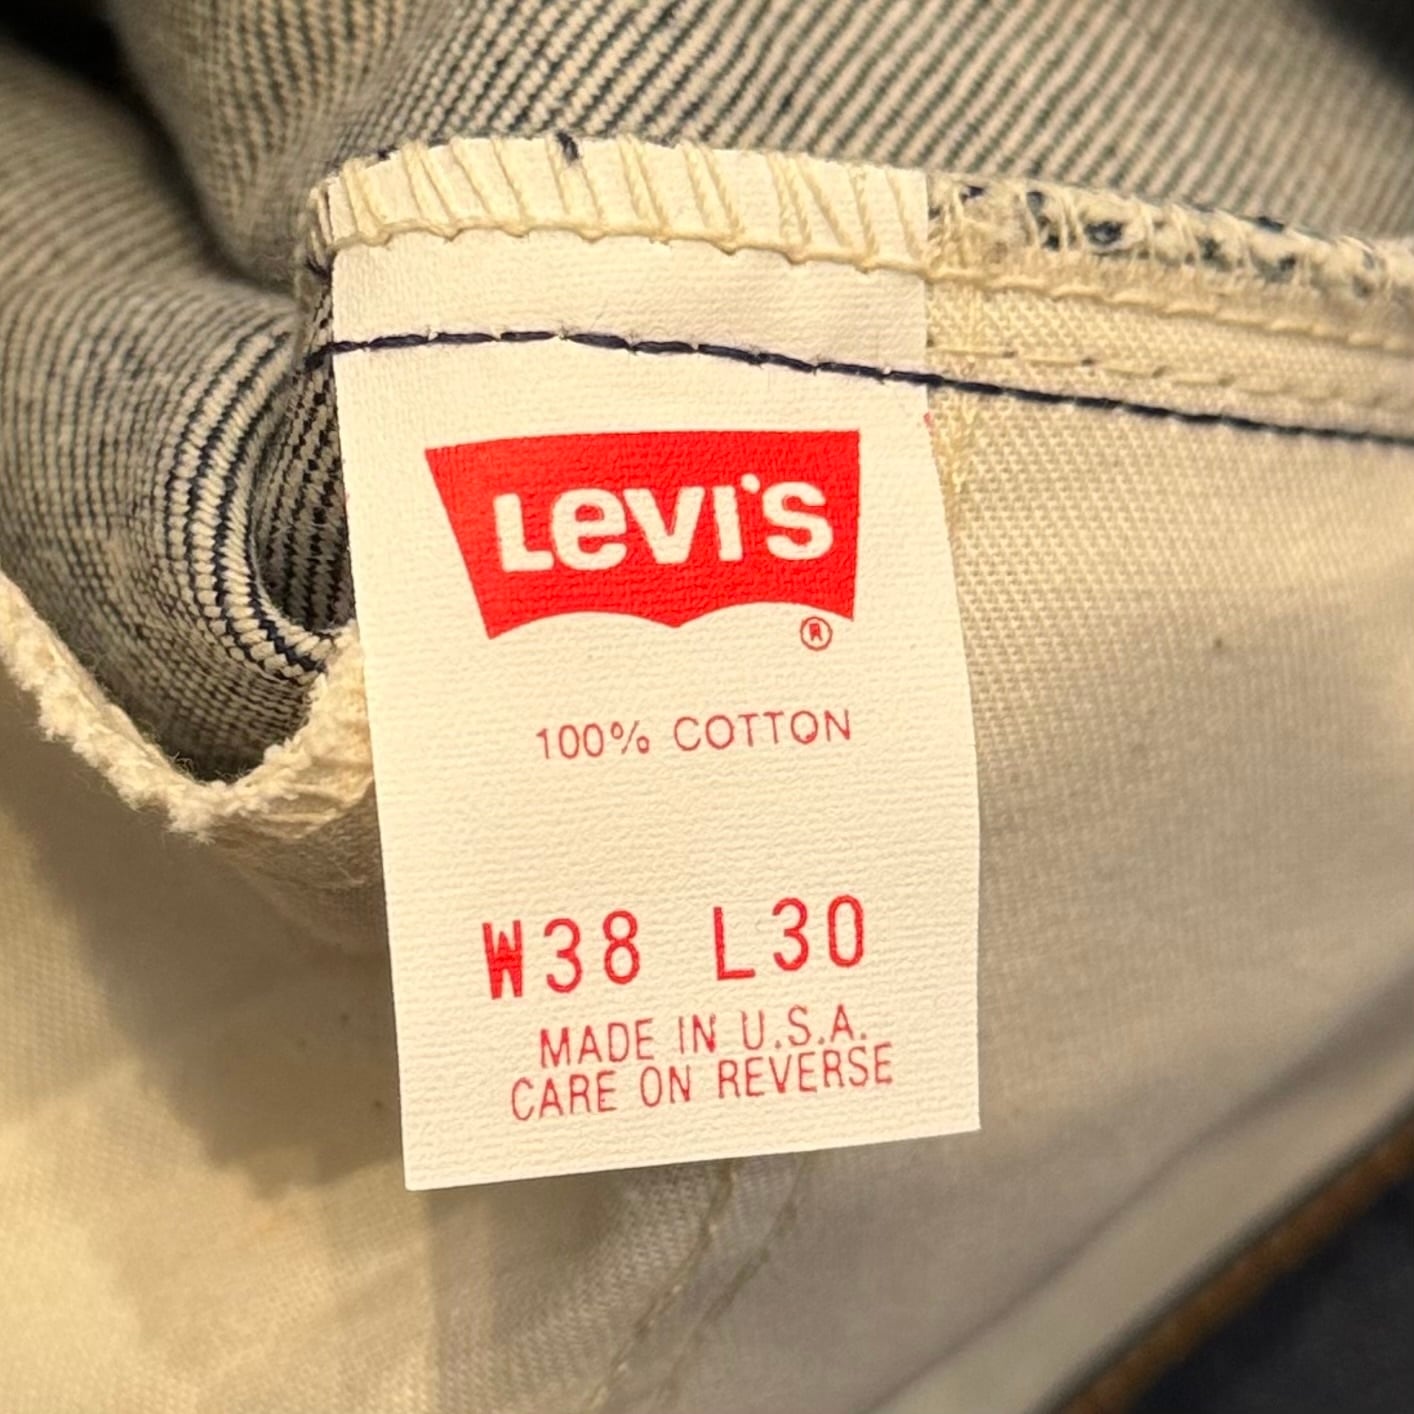 Levi's
®
100% COTTON
W38 L30
MADE IN U.S.A.
CARE ON REVERSE